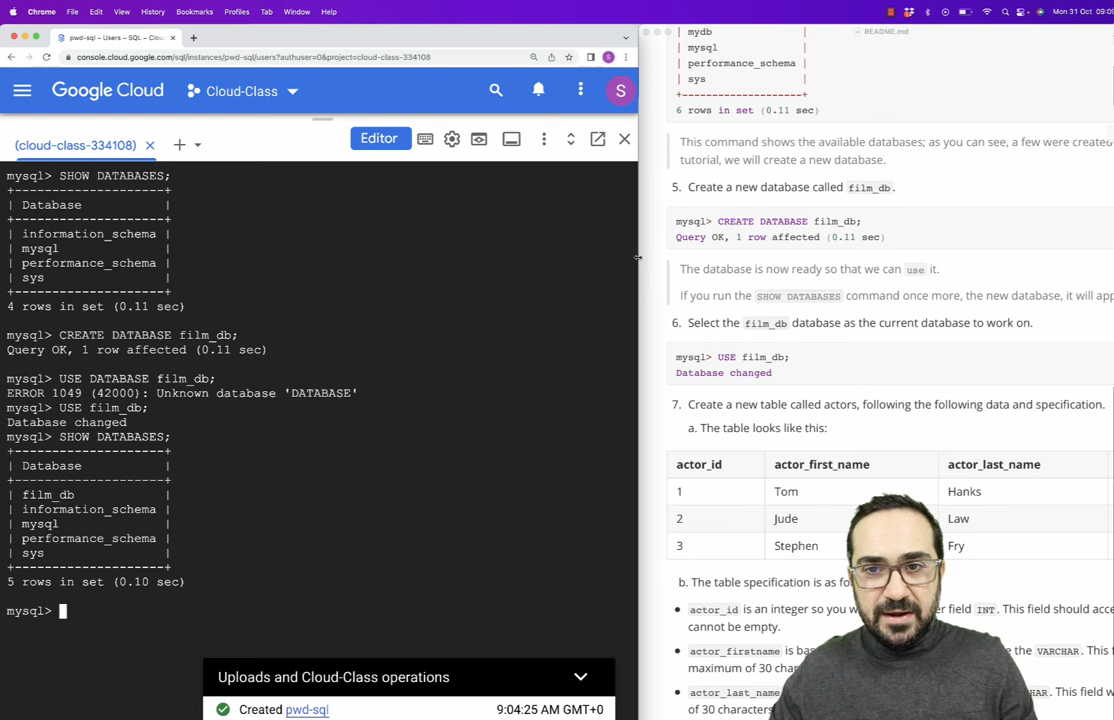 Chrome File Edit View History Bookmarks Profiles Tab Window Help
Mon 31 Oct 09:09
pwd-sql – Users – SQL – Clou
console.cloud.google.com/sql/instances/pwd-sql/users?authuser=0&project=cloud-class-334108
S
Google Cloud
Cloud-Class
S
(cloud-class-334108)
Editor
mysql> SHOW DATABASES;
+--------------------+
| Database |
+--------------------+
| information_schema |
| mysql |
| performance_schema |
| sys |
+--------------------+
4 rows in set (0.11 sec)
mysql> CREATE DATABASE film_db;
Query OK, 1 row affected (0.11 sec)
mysql> USE DATABASE film_db;
ERROR 1049 (42000): Unknown database 'DATABASE'
mysql> USE film_db;
Database changed
mysql> SHOW DATABASES;
+--------------------+
| Database |
+--------------------+
| film_db |
| information_schema |
| mysql |
| performance_schema |
| sys |
+--------------------+
5 rows in set (0.10 sec)
mysql>
Uploads and Cloud-Class operations
Created pwd-sql 9:04:25 AM GMT+0
README.md
| mydb |
| mysql |
| performance_schema |
| sys |
+--------------------+
6 rows in set (0.11 sec)
This command shows the available databases; as you can see, a few were created
tutorial, we will create a new database.
5. Create a new database called film_db.
mysql> CREATE DATABASE film_db;
Query OK, 1 row affected (0.11 sec)
The database is now ready so that we can use it.
If you run the SHOW DATABASES command once more, the new database, it will app
6. Select the film_db database as the current database to work on.
mysql> USE film_db;
Database changed
7. Create a new table called actors, following the following data and specification.
a. The table looks like this:
actor_id actor_first_name actor_last_name
1 Tom Hanks
2 Jude Law
3 Stephen Fry
b. The table specification is as fo
actor_id is an integer so you w er field INT. This field should acce
cannot be empty.
actor_firstname is bas e the VARCHAR. This f
maximum of 30 char
actor_last_name HAR. This field w
of 30 characters